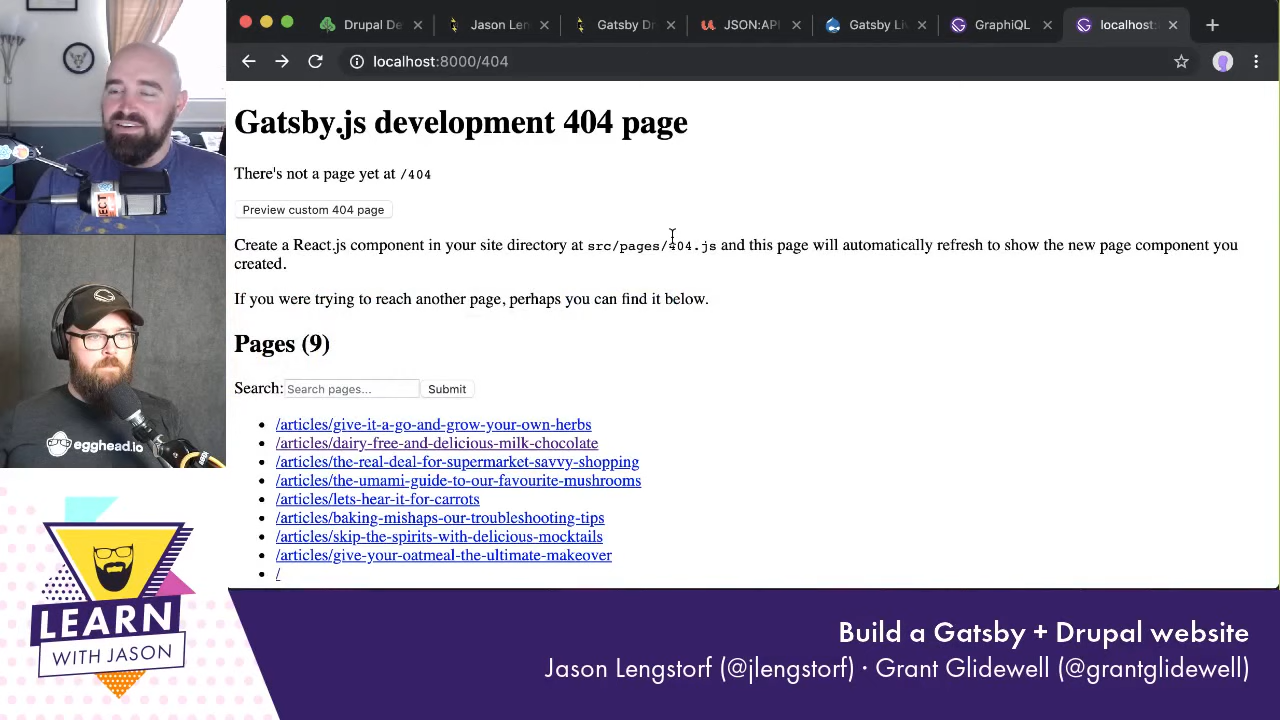 Drupal De
Jason Len
Gatsby Dr
JSON:API
Gatsby Liv
GraphiQL
localhost:
localhost:8000/404
Gatsby.js development 404 page
There's not a page yet at /404
Preview custom 404 page
Create a React.js component in your site directory at src/pages/404.js and this page will automatically refresh to show the new page component you
created.
If you were trying to reach another page, perhaps you can find it below.
Pages (9)
Search: Search pages... Submit
/articles/give-it-a-go-and-grow-your-own-herbs
/articles/dairy-free-and-delicious-milk-chocolate
/articles/the-real-deal-for-supermarket-savvy-shopping
/articles/the-umami-guide-to-our-favourite-mushrooms
/articles/lets-hear-it-for-carrots
/articles/baking-mishaps-our-troubleshooting-tips
/articles/skip-the-spirits-with-delicious-mocktails
/articles/give-your-oatmeal-the-ultimate-makeover
/
egghead.io
LEARN
WITH JASON
Build a Gatsby + Drupal website
Jason Lengstorf (@jlengstorf) · Grant Glidewell (@grantglidewell)